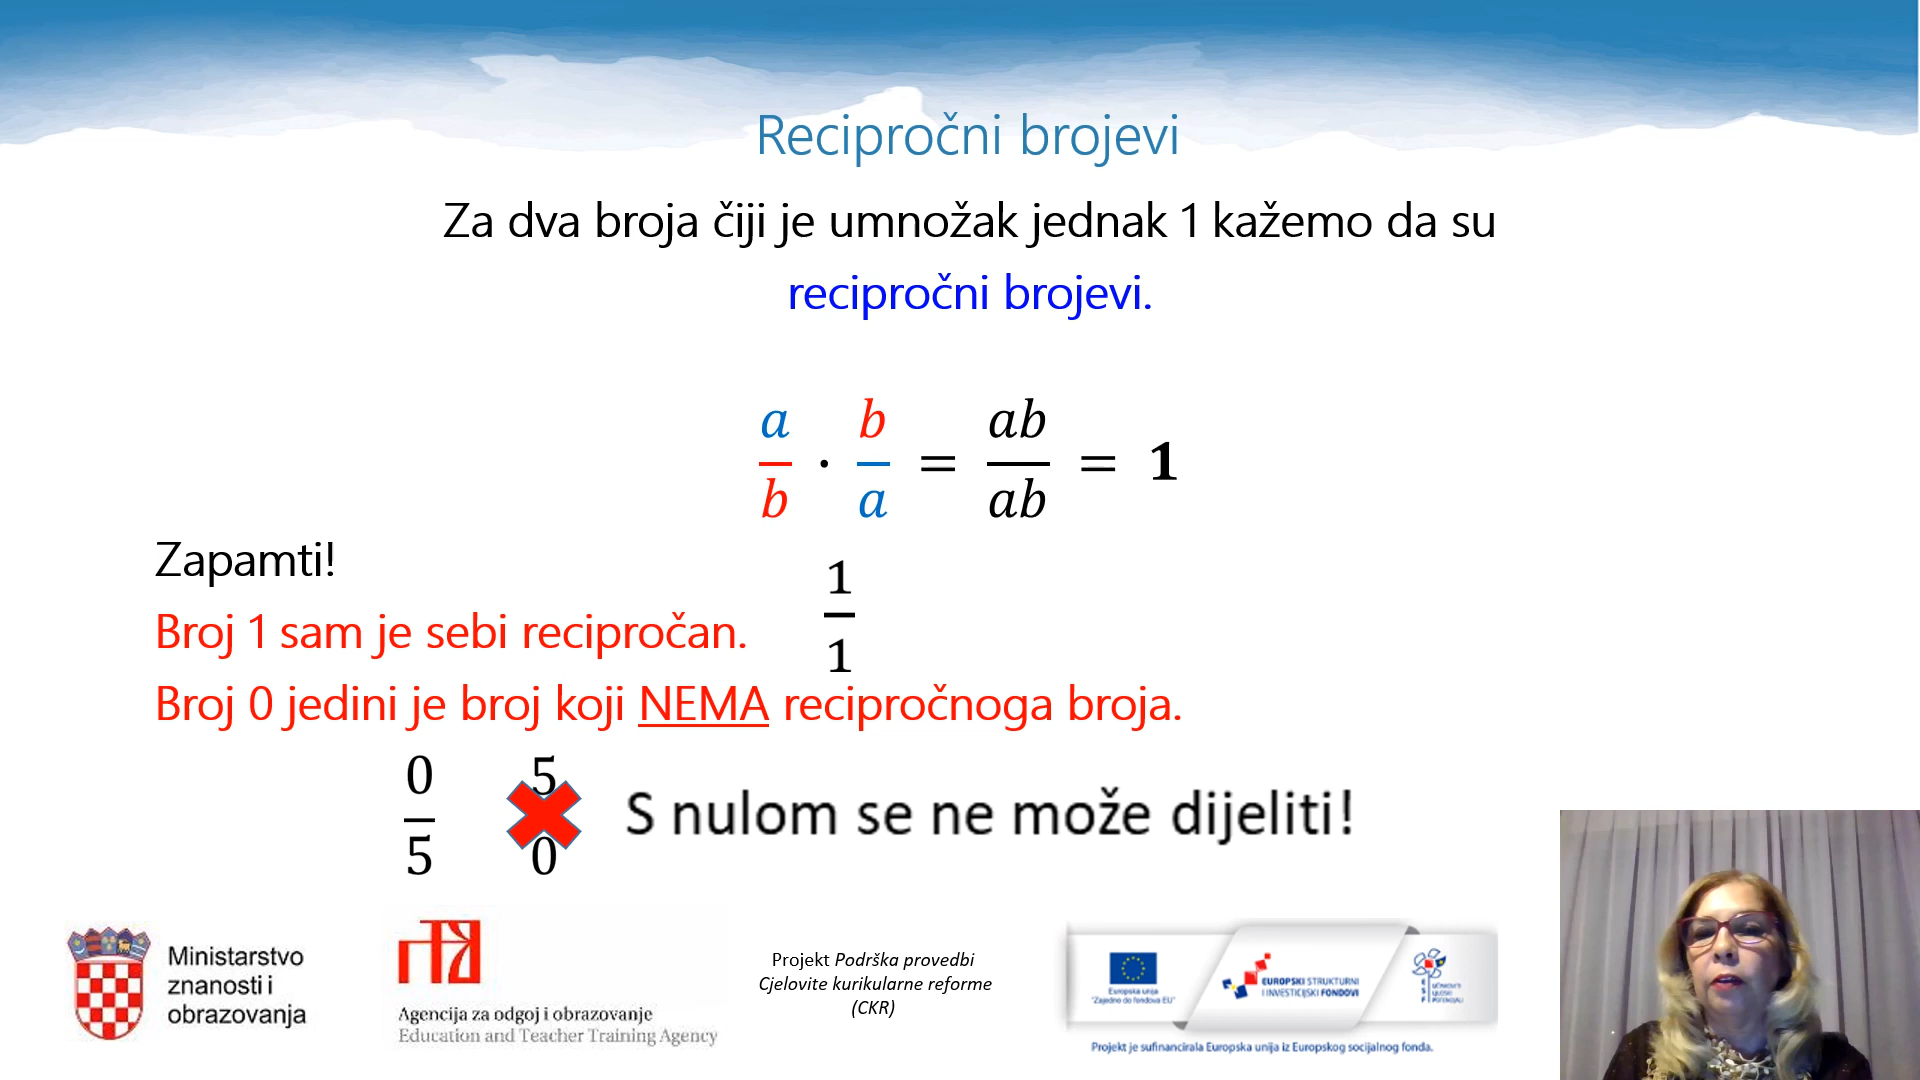 Recipročni brojevi
Za dva broja čiji je umnožak jednak 1 kažemo da su
recipročni brojevi.
a/b · b/a = ab/ab = 1
Zapamti!
Broj 1 sam je sebi recipročan. 1/1
Broj 0 jedini je broj koji NEMA recipročnoga broja.
0/5 5/0 S nulom se ne može dijeliti!
Ministarstvo
znanosti i
obrazovanja
Agencija za odgoj i obrazovanje
Education and Teacher Training Agency
Projekt Podrška provedbi
Cjelovite kurikularne reforme
(CKR)
Europska unija
"Zajedno do fondova EU"
EUROPSKI STRUKTURNI
I INVESTICIJSKI FONDOVI
ESF
Projekt je sufinancirala Europska unija iz Europskog socijalnog fonda.